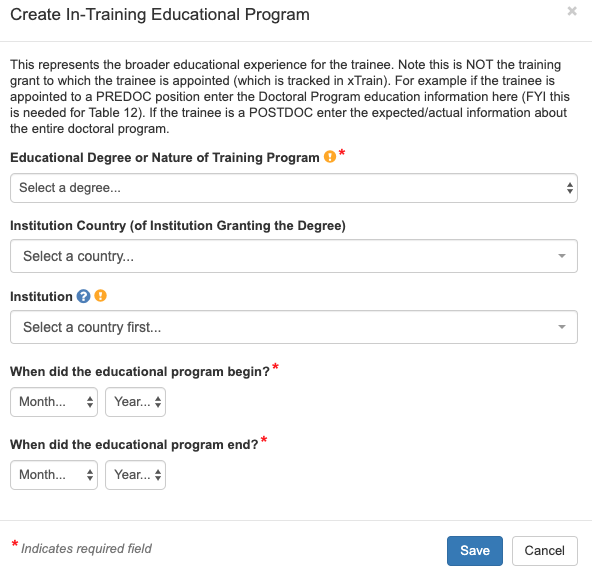 Create In-Training Educational Program ×
This represents the broader educational experience for the trainee. Note this is NOT the training
grant to which the trainee is appointed (which is tracked in xTrain). For example if the trainee is
appointed to a PREDOC position enter the Doctoral Program education information here (FYI this
is needed for Table 12). If the trainee is a POSTDOC enter the expected/actual information about
the entire doctoral program.
Educational Degree or Nature of Training Program ! *
Select a degree...
Institution Country (of Institution Granting the Degree)
Select a country...
Institution ? !
Select a country first...
When did the educational program begin? *
Month... Year...
When did the educational program end? *
Month... Year...
* Indicates required field
Save Cancel